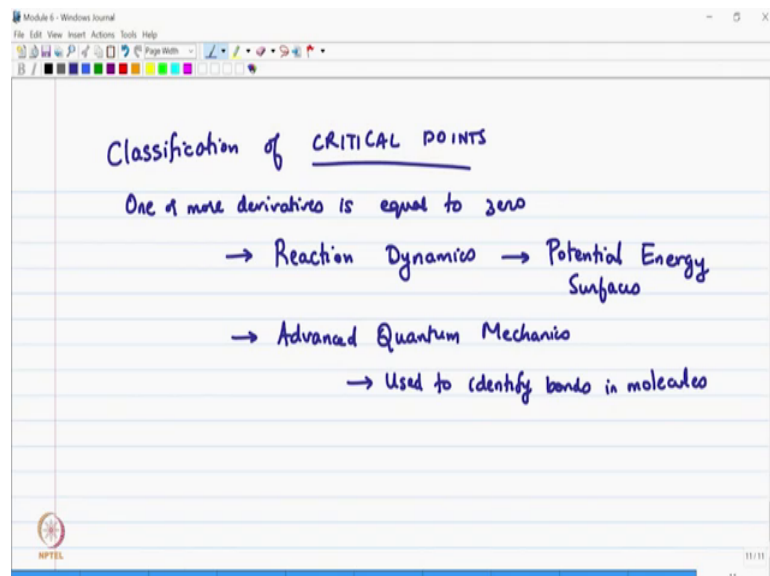 Module 6 - Windows Journal
File Edit View Insert Actions Tools Help
Page Width
B I
Classification of CRITICAL POINTS
One or more derivatives is equal to zero
→ Reaction Dynamics → Potential Energy
Surfaces
→ Advanced Quantum Mechanics
→ Used to identify bonds in molecules
NPTEL
11/11